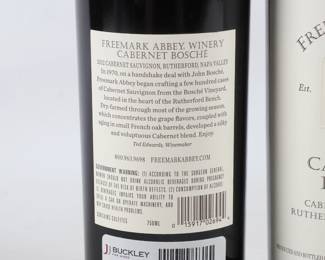 FREEMARK ABBEY, WINERY
CABERNET BOSCHÉ
2012 CABERNET SAUVIGNON, RUTHERFORD, NAPA VALLEY
In 1970, on a handshake deal with John Bosché,
Freemark Abbey began crafting a few hundred cases
of Cabernet Sauvignon from the Bosché Vineyard,
located in the heart of the Rutherford Bench.
Dry-farmed through most of the growing season,
which concentrates the grape flavors, coupled with
aging in small French oak barrels, developed a silky
and voluptuous Cabernet blend. Enjoy.
Ted Edwards, Winemaker
800.963.9698 FREEMARKABBEY.COM
GOVERNMENT WARNING: (1) ACCORDING TO THE SURGEON GENERAL,
WOMEN SHOULD NOT DRINK ALCOHOLIC BEVERAGES DURING PREGNANCY
BECAUSE OF THE RISK OF BIRTH DEFECTS. (2) CONSUMPTION OF ALCOHOLIC
BEVERAGES IMPAIRS YOUR ABILITY TO DRIVE A
CAR OR OPERATE MACHINERY, AND
MAY CAUSE HEALTH PROBLEMS.
CONTAINS SULFITES 750ML
BUCKLEY
FRE
Est.
CA
CAB
RUTHE